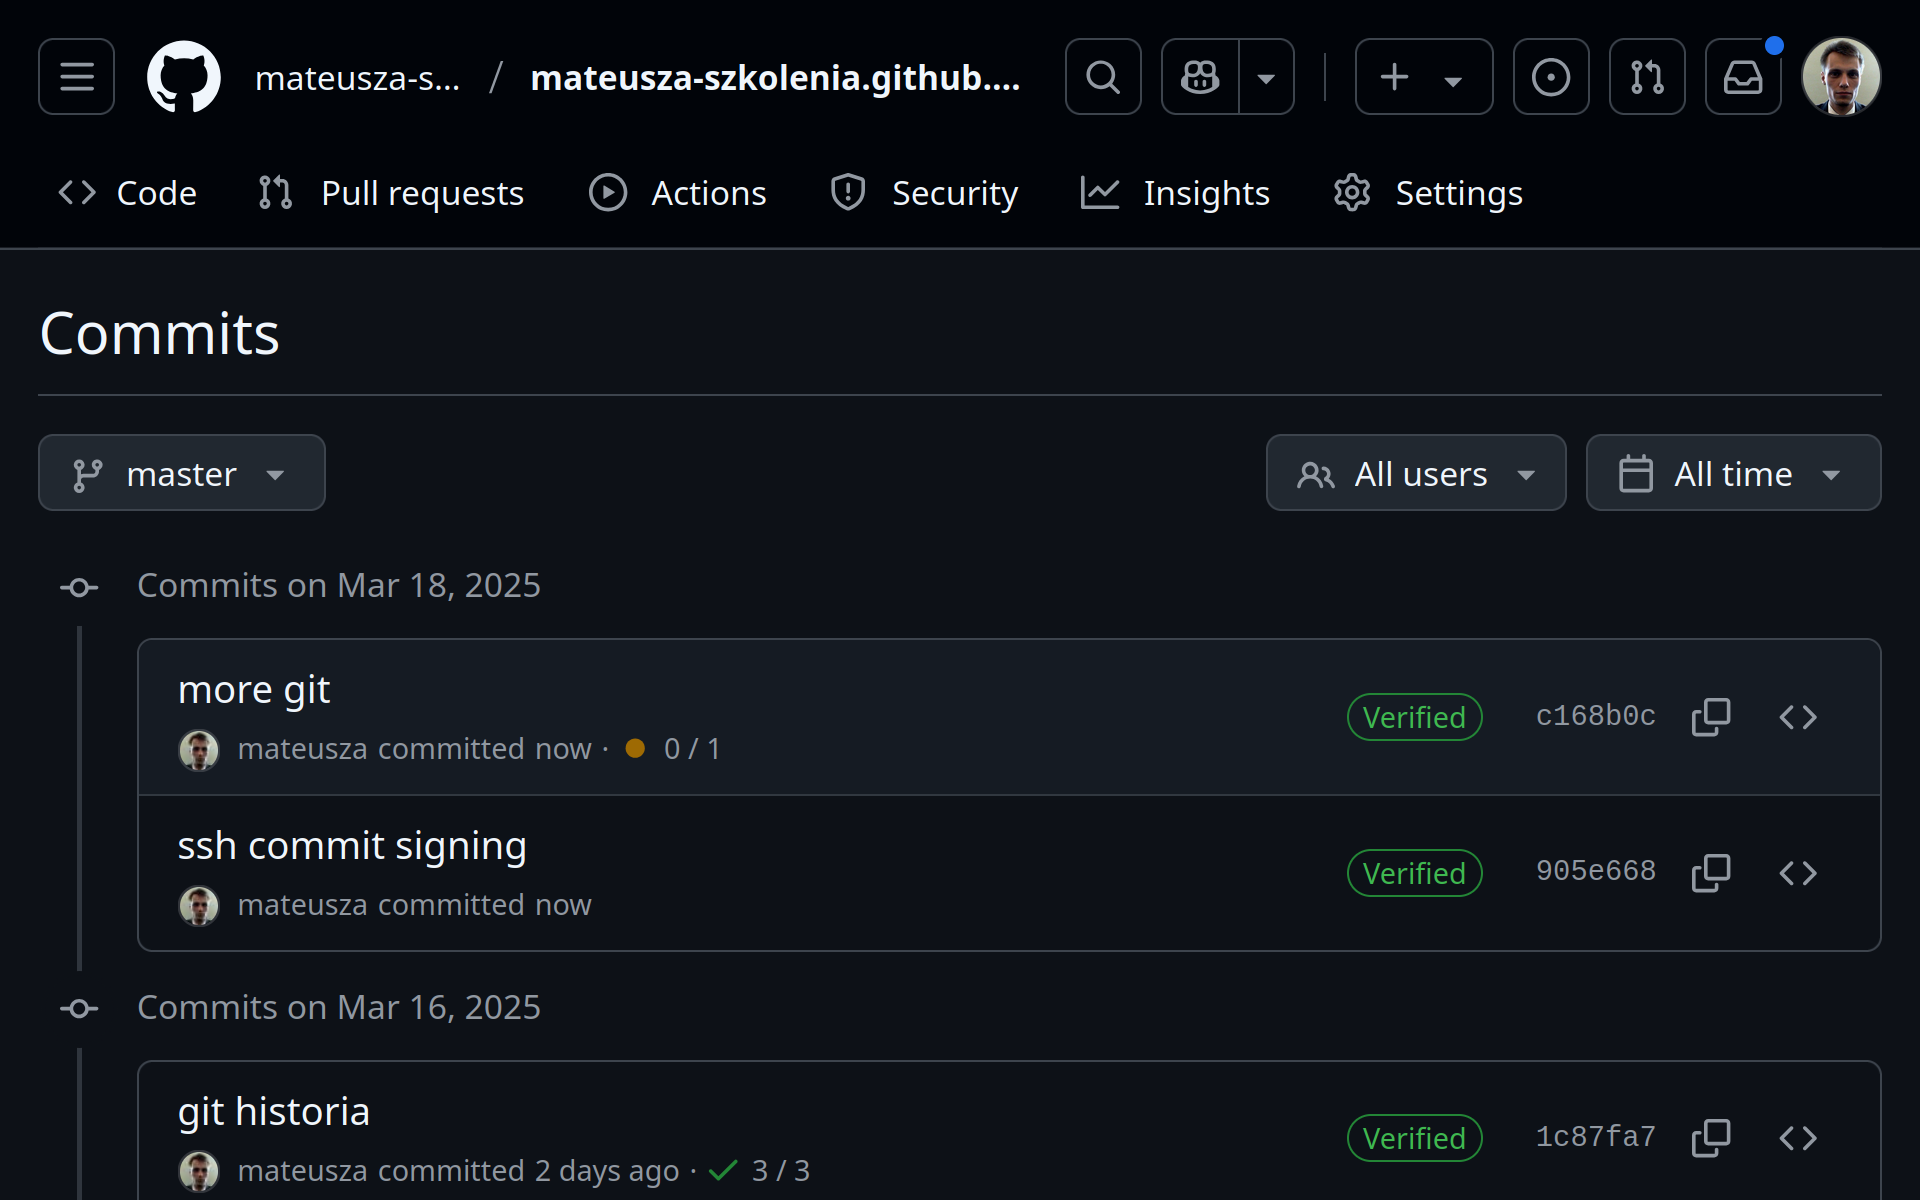 mateusza-s... / mateusza-szkolenia.github....
Code Pull requests Actions Security Insights Settings
Commits
master All users All time
Commits on Mar 18, 2025
more git
Verified c168b0c
mateusza committed now · 0 / 1
ssh commit signing
Verified 905e668
mateusza committed now
Commits on Mar 16, 2025
git historia
Verified 1c87fa7
mateusza committed 2 days ago · 3 / 3